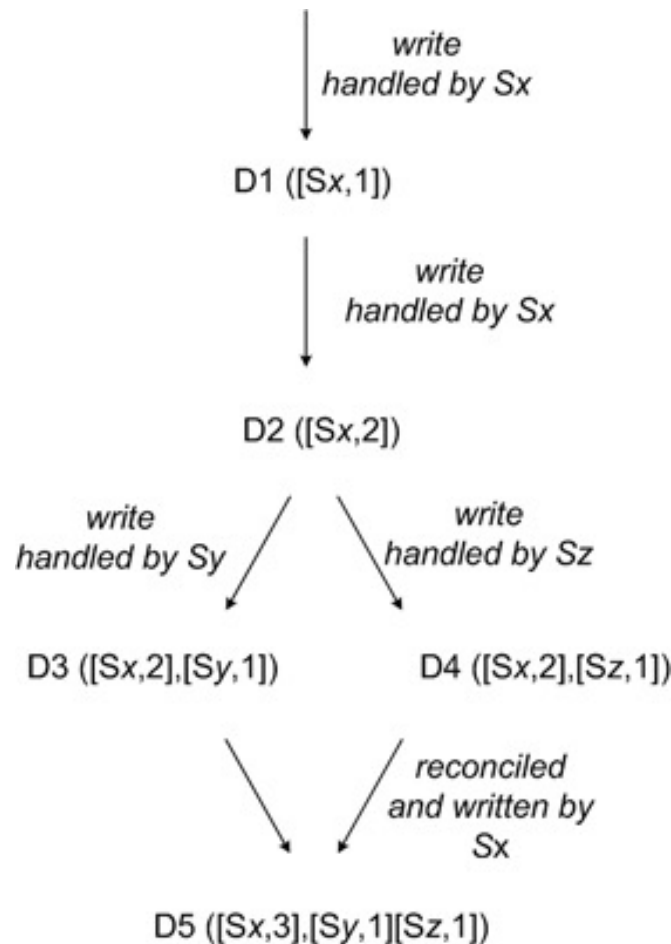 write
handled by Sx
D1 ([Sx,1])
write
handled by Sx
D2 ([Sx,2])
write
handled by Sy
write
handled by Sz
D3 ([Sx,2],[Sy,1])
D4 ([Sx,2],[Sz,1])
reconciled
and written by
Sx
D5 ([Sx,3],[Sy,1][Sz,1])